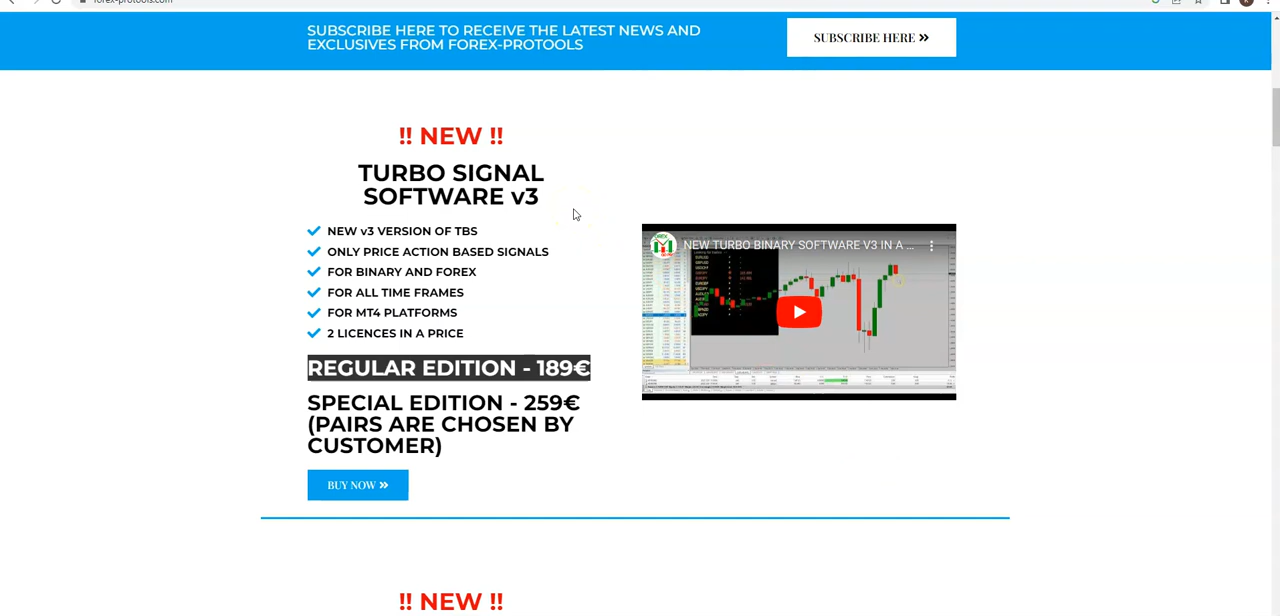 forex-protools.com
SUBSCRIBE HERE TO RECEIVE THE LATEST NEWS AND
EXCLUSIVES FROM FOREX-PROTOOLS
SUBSCRIBE HERE »
!! NEW !!
TURBO SIGNAL
SOFTWARE v3
NEW v3 VERSION OF TBS
ONLY PRICE ACTION BASED SIGNALS
FOR BINARY AND FOREX
FOR ALL TIME FRAMES
FOR MT4 PLATFORMS
2 LICENCES IN A PRICE
REGULAR EDITION - 189€
SPECIAL EDITION - 259€
(PAIRS ARE CHOSEN BY
CUSTOMER)
BUY NOW »
NEW TURBO BINARY SOFTWARE V3 IN A ...
!! NEW !!